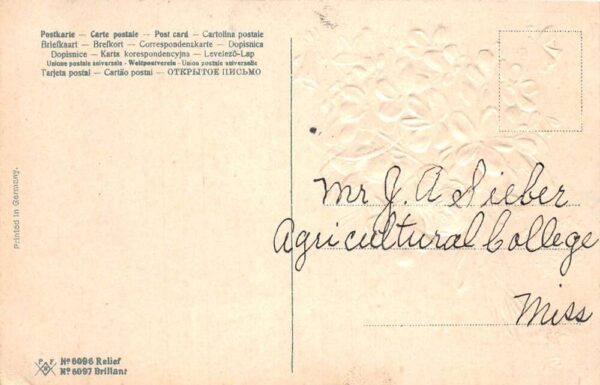 Postkarte — Carte postale — Post card — Cartolina postale
Briefkaart — Brefkort — Correspondenzkarte — Dopisnica
Dopisnice — Karta korespondencyjna — Levelező-Lap
Unione postale universale - Weltpostverein - Union postale universelle
Tarjeta postal — Cartão postal — ОТКРЫТОЕ ПИСЬМО
Printed in Germany.
Mr J. A Sieber
Agricultural College
Miss
P F B
No 6096 Relief
No 6097 Brillant